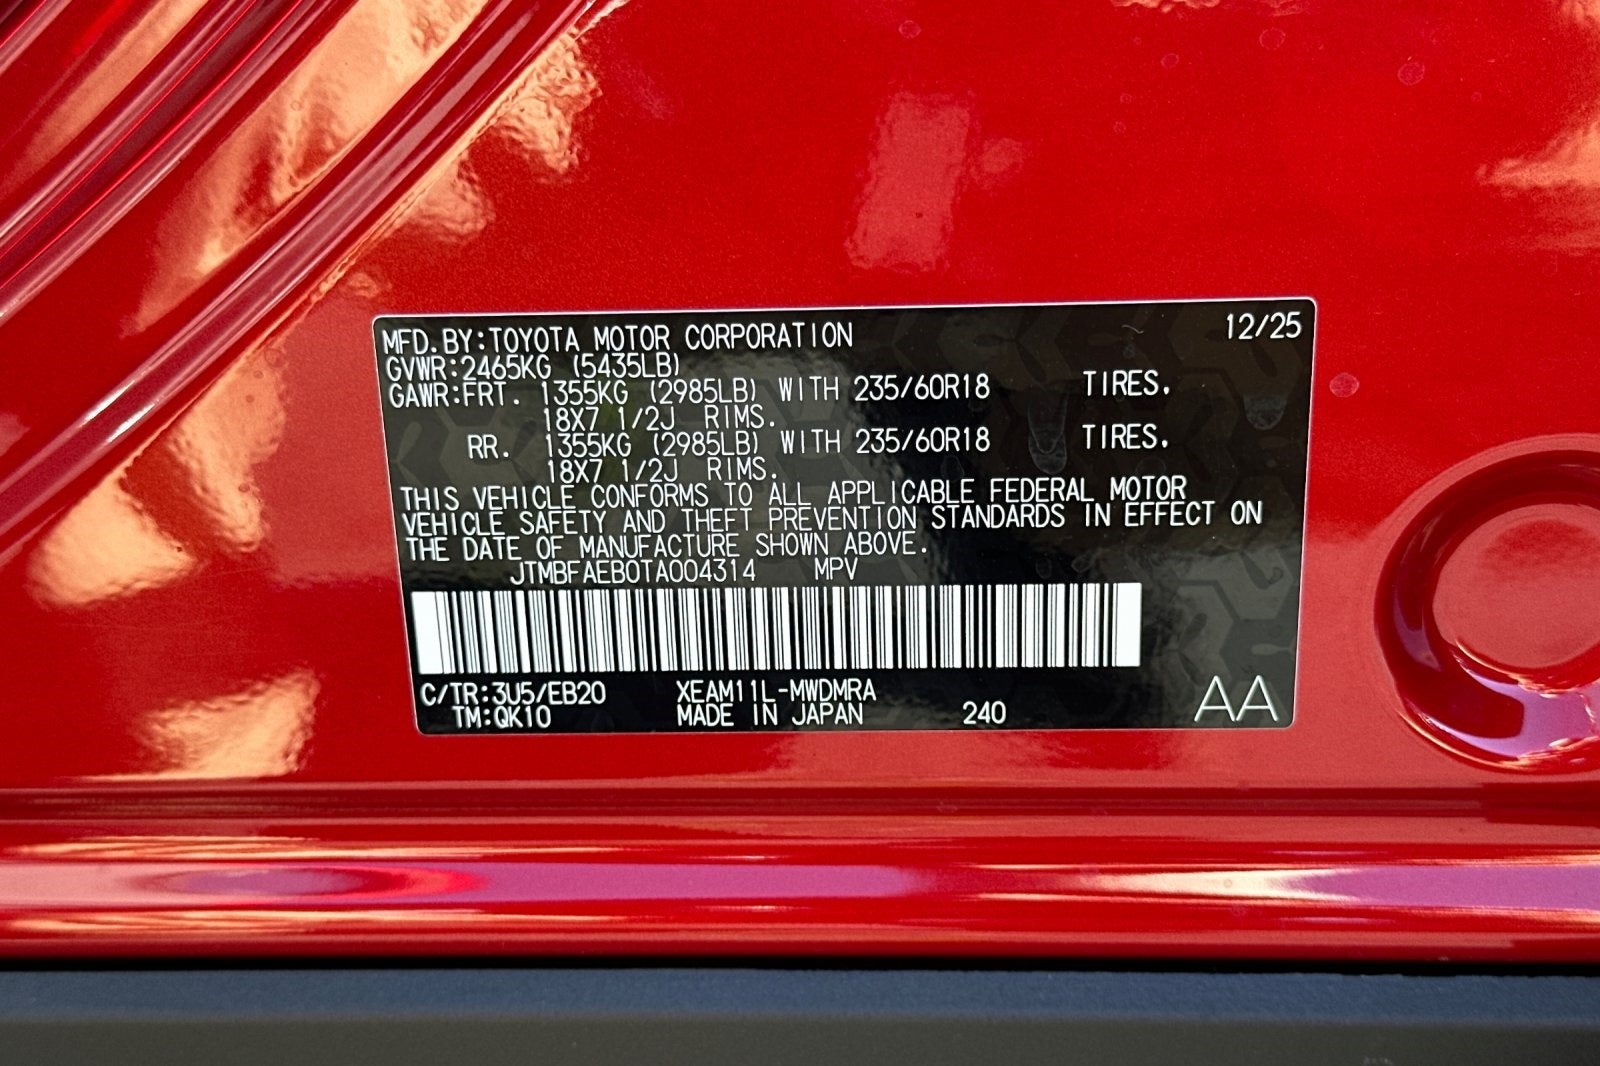 MFD. BY:TOYOTA MOTOR CORPORATION 12/25
GVWR:2465KG (5435LB)
GAWR:FRT. 1355KG (2985LB) WITH 235/60R18 TIRES.
18X7 1/2J RIMS.
RR. 1355KG (2985LB) WITH 235/60R18 TIRES.
18X7 1/2J RIMS.
THIS VEHICLE CONFORMS TO ALL APPLICABLE FEDERAL MOTOR
VEHICLE SAFETY AND THEFT PREVENTION STANDARDS IN EFFECT ON
THE DATE OF MANUFACTURE SHOWN ABOVE.
JTMBFAEB0TA004314 MPV
C/TR:3U5/EB20 XEAM11L-MWDMRA
TM:QK10 MADE IN JAPAN 240 AA